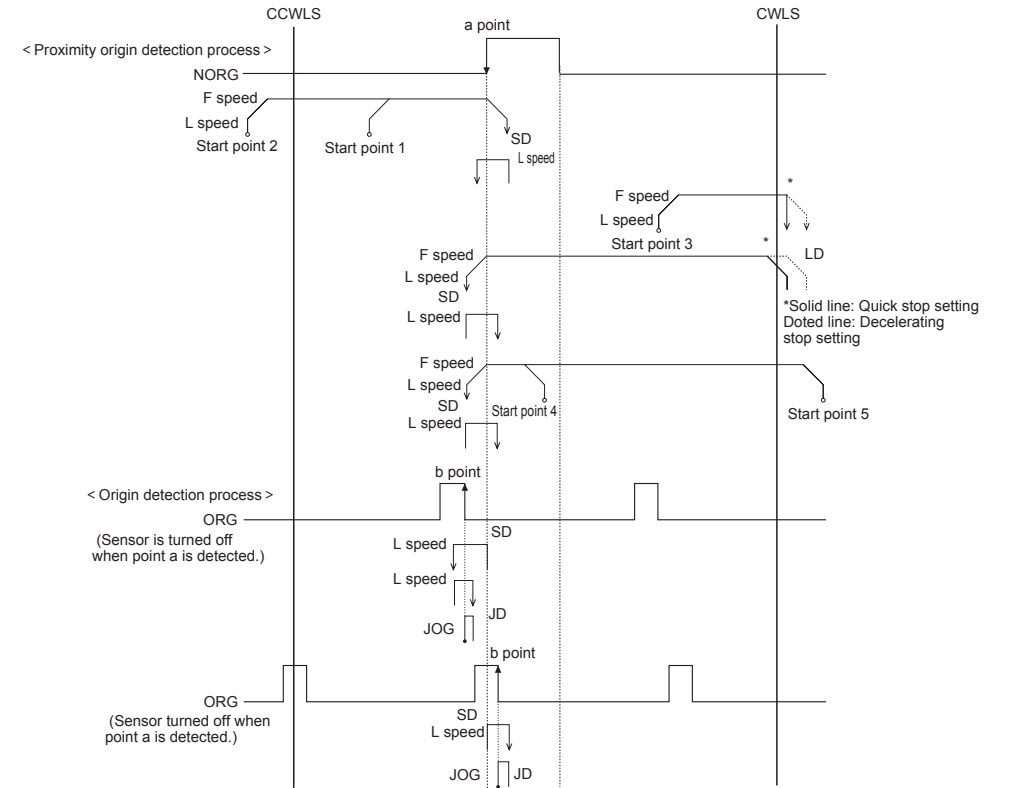 CCWLS
CWLS
a point
< Proximity origin detection process >
NORG
F speed
L speed
Start point 2
Start point 1
SD
L speed
*
F speed
L speed
Start point 3
*
F speed
LD
L speed
SD
*Solid line: Quick stop setting
Doted line: Decelerating
stop setting
L speed
F speed
L speed
SD
Start point 4
Start point 5
L speed
b point
< Origin detection process >
ORG
(Sensor is turned off
when point a is detected.)
SD
L speed
L speed
JD
JOG
b point
ORG
(Sensor turned off when
point a is detected.)
SD
L speed
JOG
JD